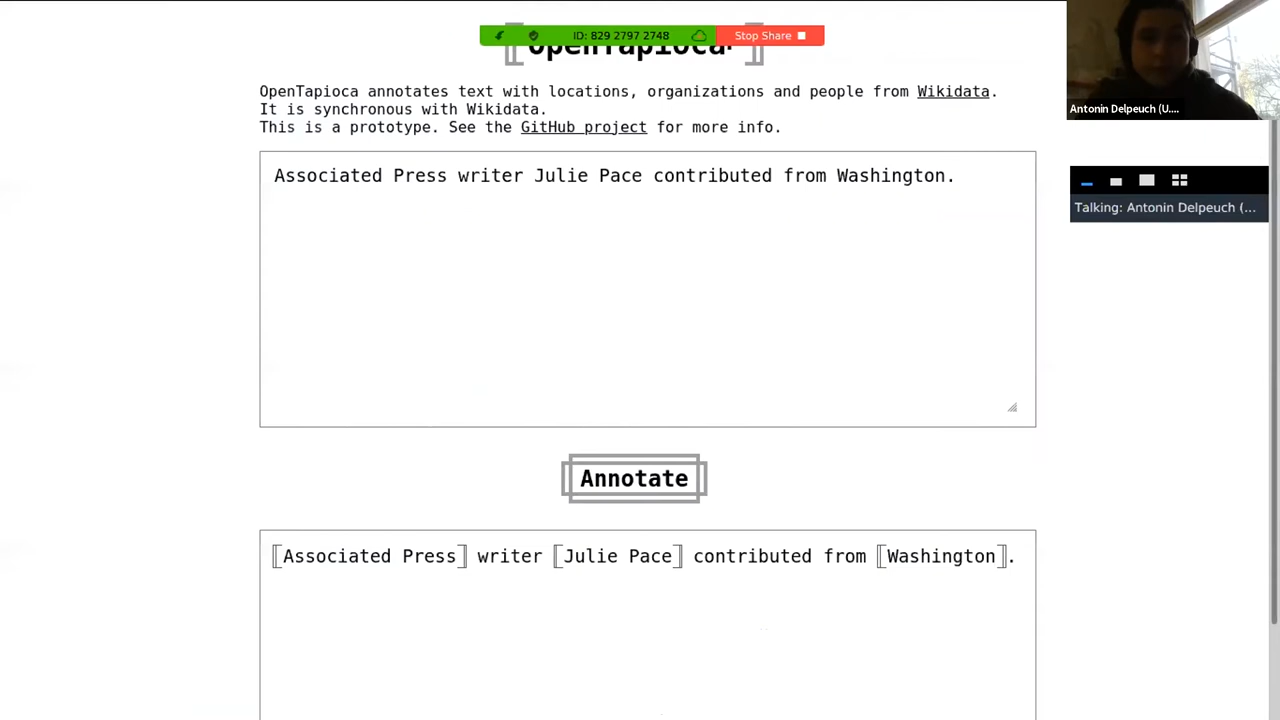 ID: 829 2797 2748
Stop Share
OpenTapioca
OpenTapioca annotates text with locations, organizations and people from Wikidata.
It is synchronous with Wikidata.
This is a prototype. See the GitHub project for more info.
Antonin Delpeuch (U....
Associated Press writer Julie Pace contributed from Washington.
Talking: Antonin Delpeuch (...
Annotate
[Associated Press] writer [Julie Pace] contributed from [Washington].